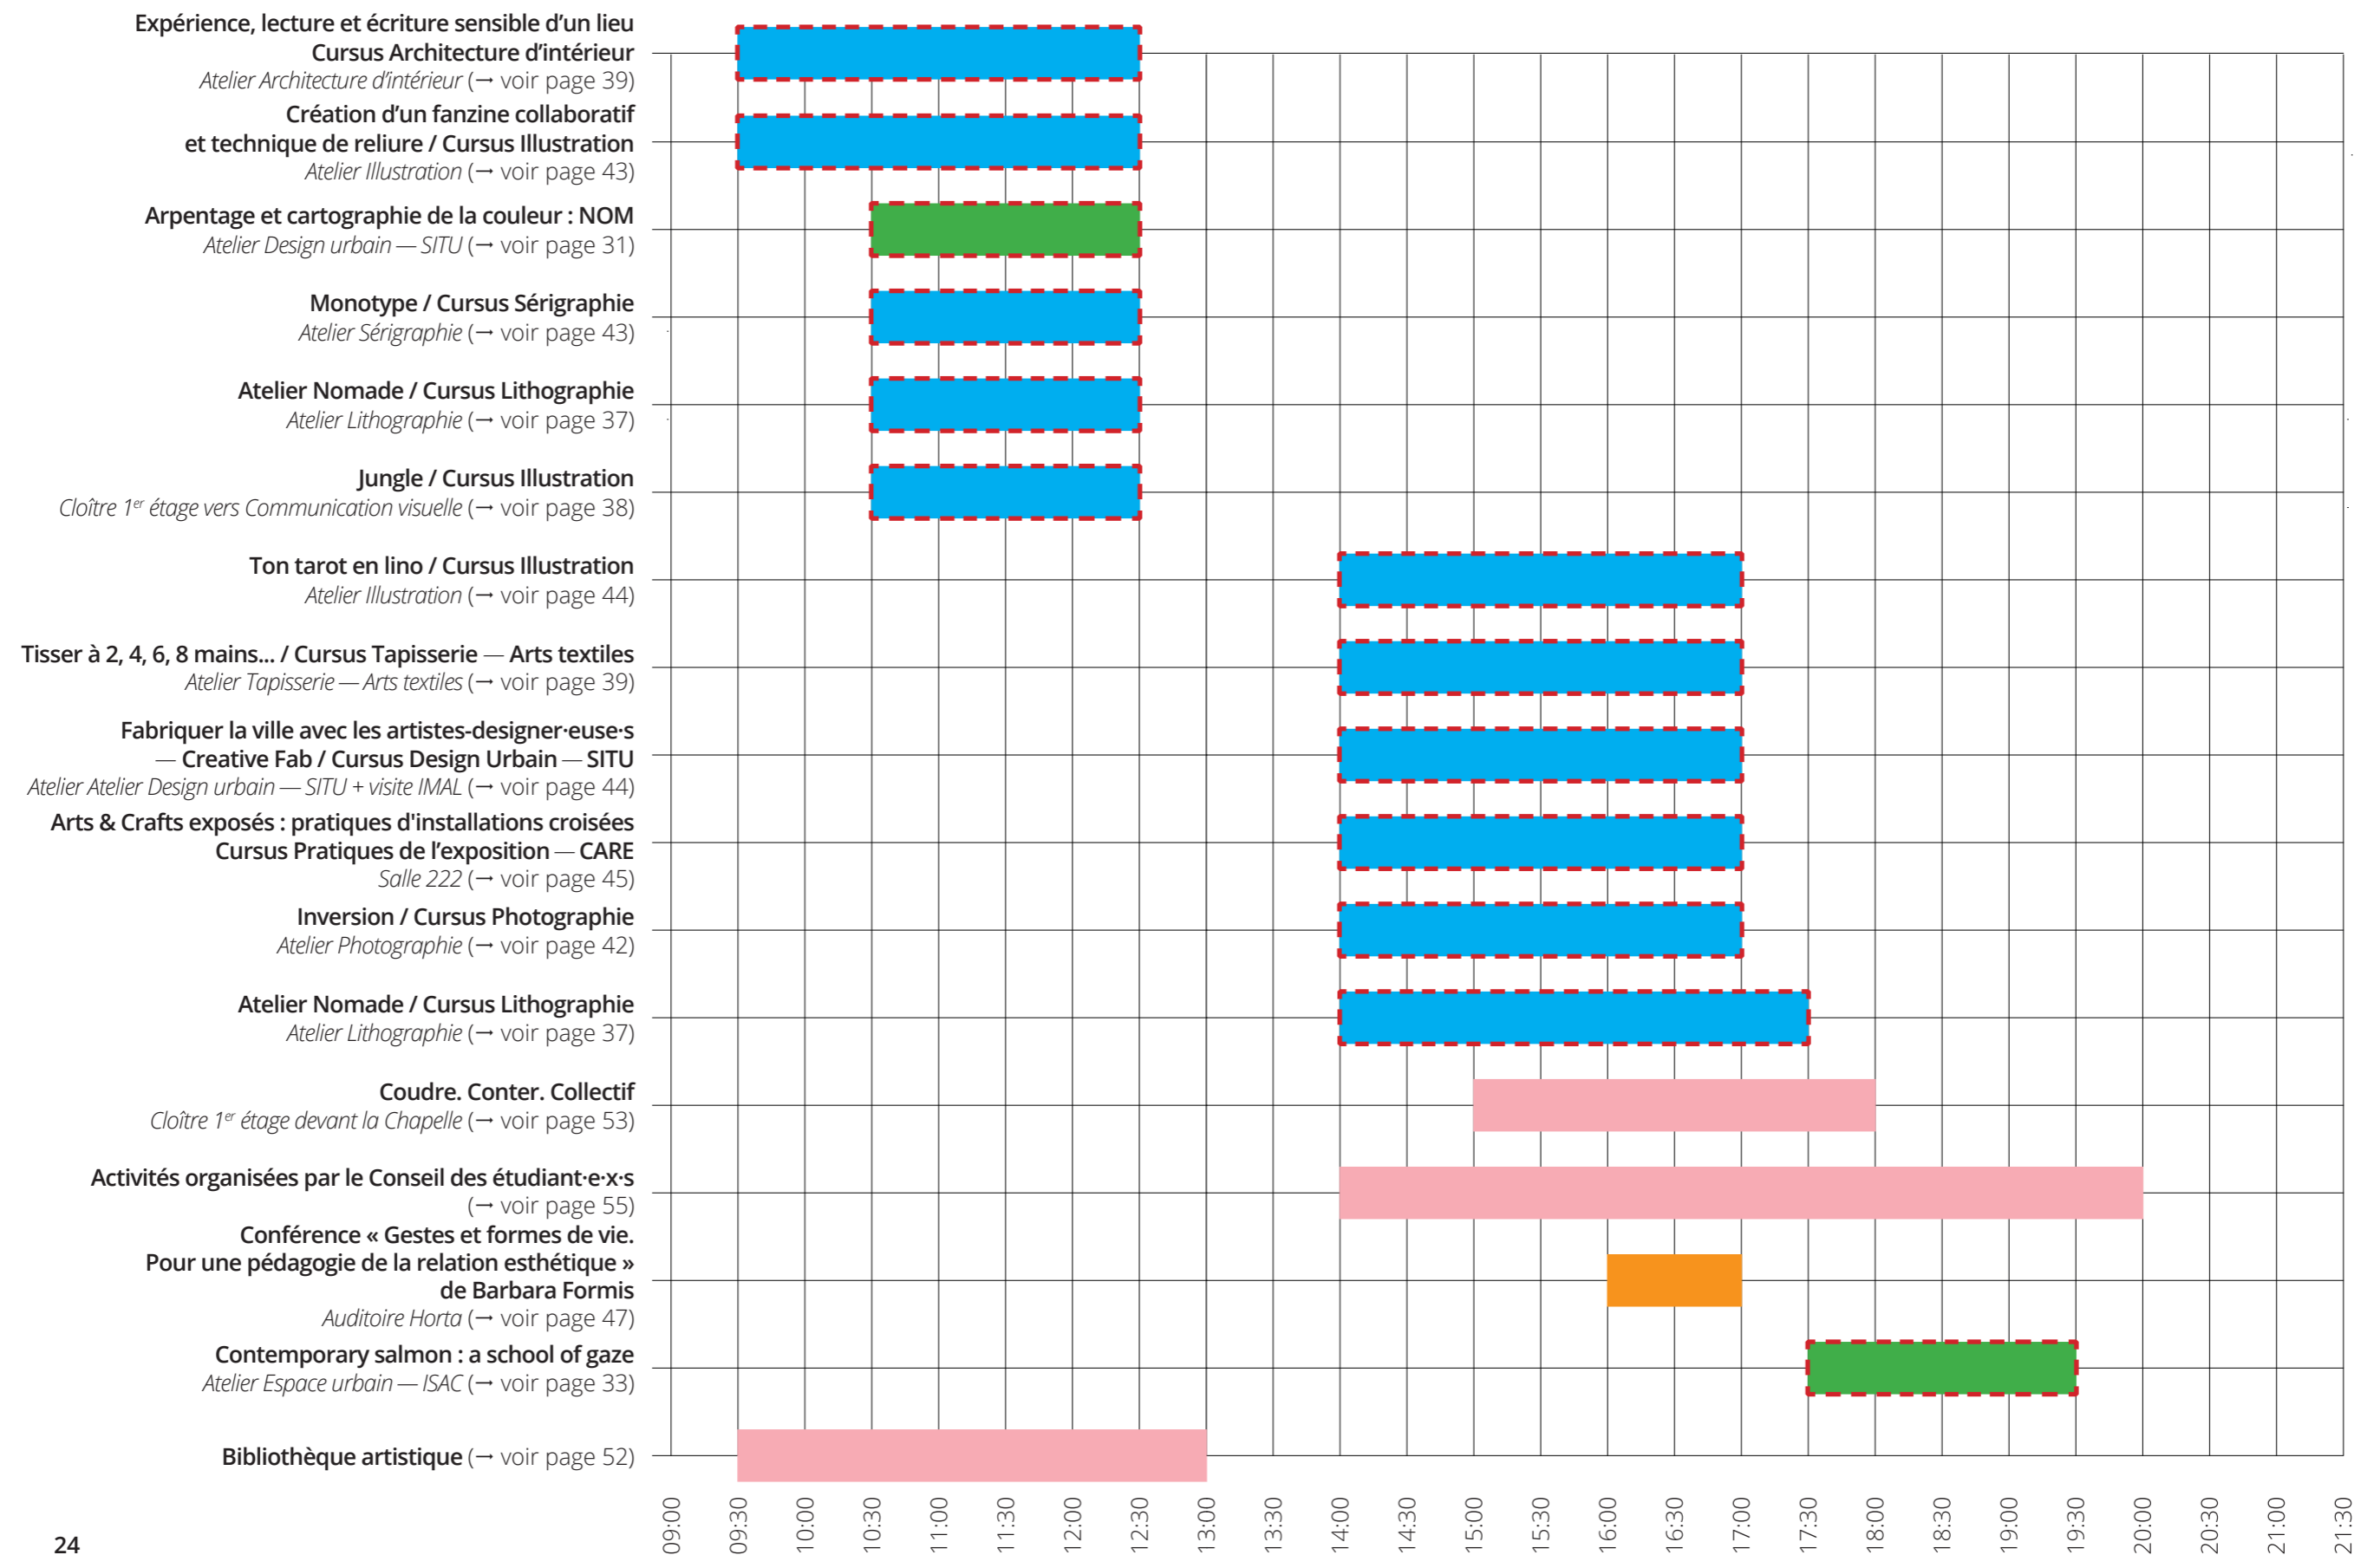 Expérience, lecture et écriture sensible d’un lieu
Cursus Architecture d’intérieur
Atelier Architecture d’intérieur (→ voir page 39)
Création d’un fanzine collaboratif
et technique de reliure / Cursus Illustration
Atelier Illustration (→ voir page 43)
Arpentage et cartographie de la couleur : NOM
Atelier Design urbain — SITU (→ voir page 31)
Monotype / Cursus Sérigraphie
Atelier Sérigraphie (→ voir page 43)
Atelier Nomade / Cursus Lithographie
Atelier Lithographie (→ voir page 37)
Jungle / Cursus Illustration
Cloître 1er étage vers Communication visuelle (→ voir page 38)
Ton tarot en lino / Cursus Illustration
Atelier Illustration (→ voir page 44)
Tisser à 2, 4, 6, 8 mains... / Cursus Tapisserie — Arts textiles
Atelier Tapisserie — Arts textiles (→ voir page 39)
Fabriquer la ville avec les artistes-designer·euse·s
— Creative Fab / Cursus Design Urbain — SITU
Atelier Atelier Design urbain — SITU + visite IMAL (→ voir page 44)
Arts & Crafts exposés : pratiques d'installations croisées
Cursus Pratiques de l’exposition — CARE
Salle 222 (→ voir page 45)
Inversion / Cursus Photographie
Atelier Photographie (→ voir page 42)
Atelier Nomade / Cursus Lithographie
Atelier Lithographie (→ voir page 37)
Coudre. Conter. Collectif
Cloître 1er étage devant la Chapelle (→ voir page 53)
Activités organisées par le Conseil des étudiant·e·x·s
(→ voir page 55)
Conférence « Gestes et formes de vie.
Pour une pédagogie de la relation esthétique »
de Barbara Formis
Auditoire Horta (→ voir page 47)
Contemporary salmon : a school of gaze
Atelier Espace urbain — ISAC (→ voir page 33)
Bibliothèque artistique (→ voir page 52)
09:00
09:30
10:00
10:30
11:00
11:30
12:00
12:30
13:00
13:30
14:00
14:30
15:00
15:30
16:00
16:30
17:00
17:30
18:00
18:30
19:00
19:30
20:00
20:30
21:00
21:30
24